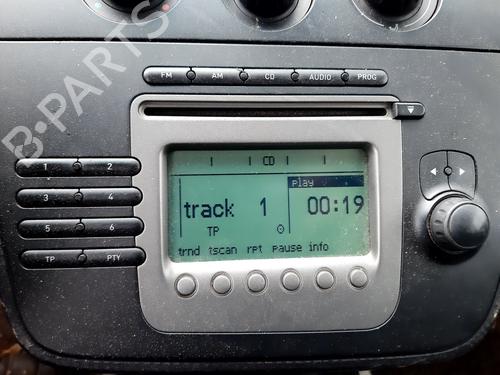 FM AM CD AUDIO PROG
CD
play
track 1 00:19
TP
trnd tscan rpt pause info
1 2
3 4
5 6
TP PTY
B-PARTS